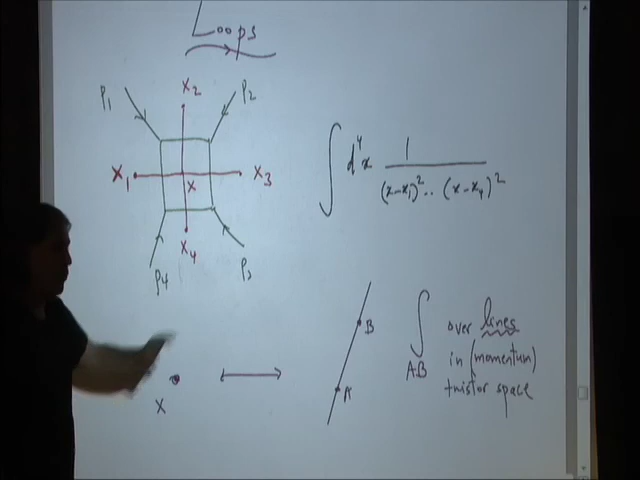 Loops
P1 x2 P2
x1 x x3
x4
P4 P3
∫ d⁴x 1 / (x-x₁)² .. (x-x₄)²
x ⟷ B A
∫AB over lines
in (momentum)
twistor space